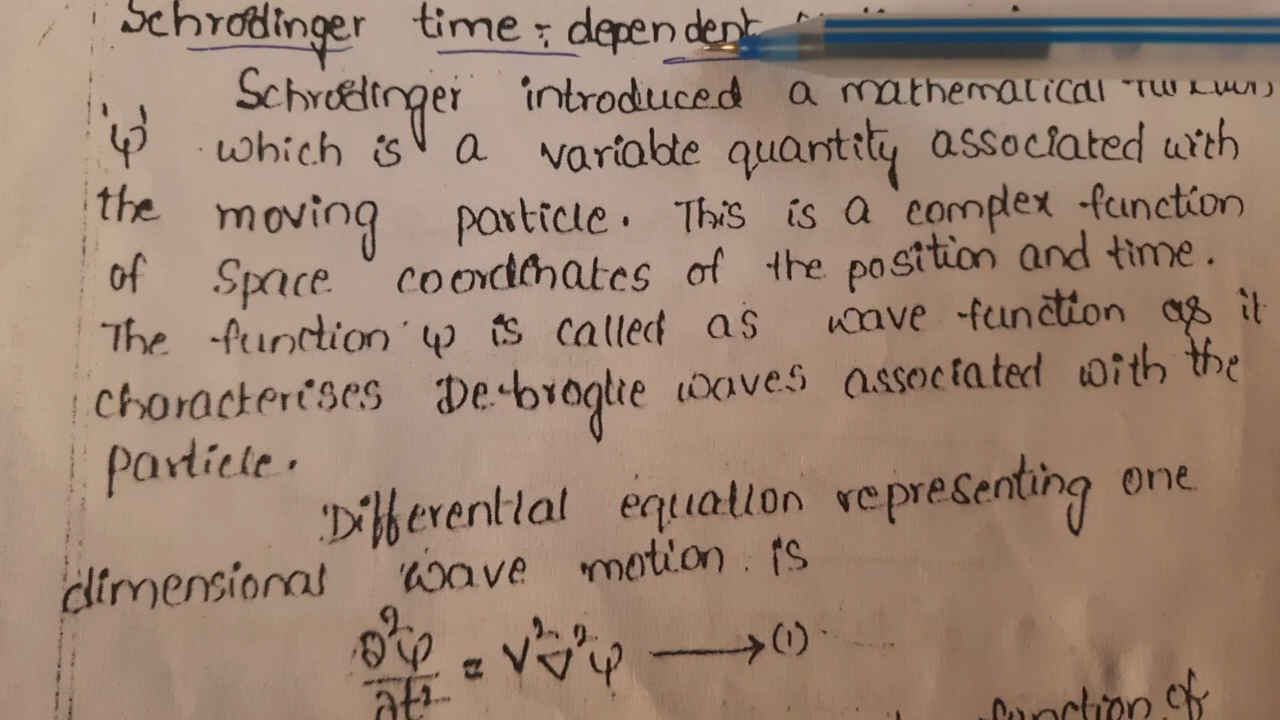 Schrodinger time - dependent
Schrodinger introduced a mathematical
'ψ' which is a variable quantity associated with
the moving particle. This is a complex function
of space coordinates of the position and time.
The function ψ is called as wave function as it
characterises De-broglie waves associated with the
particle.
Differential equation representing one
dimensional wave motion is
∂²ψ/∂t² = V²∇²ψ ⟶ (1)
function of